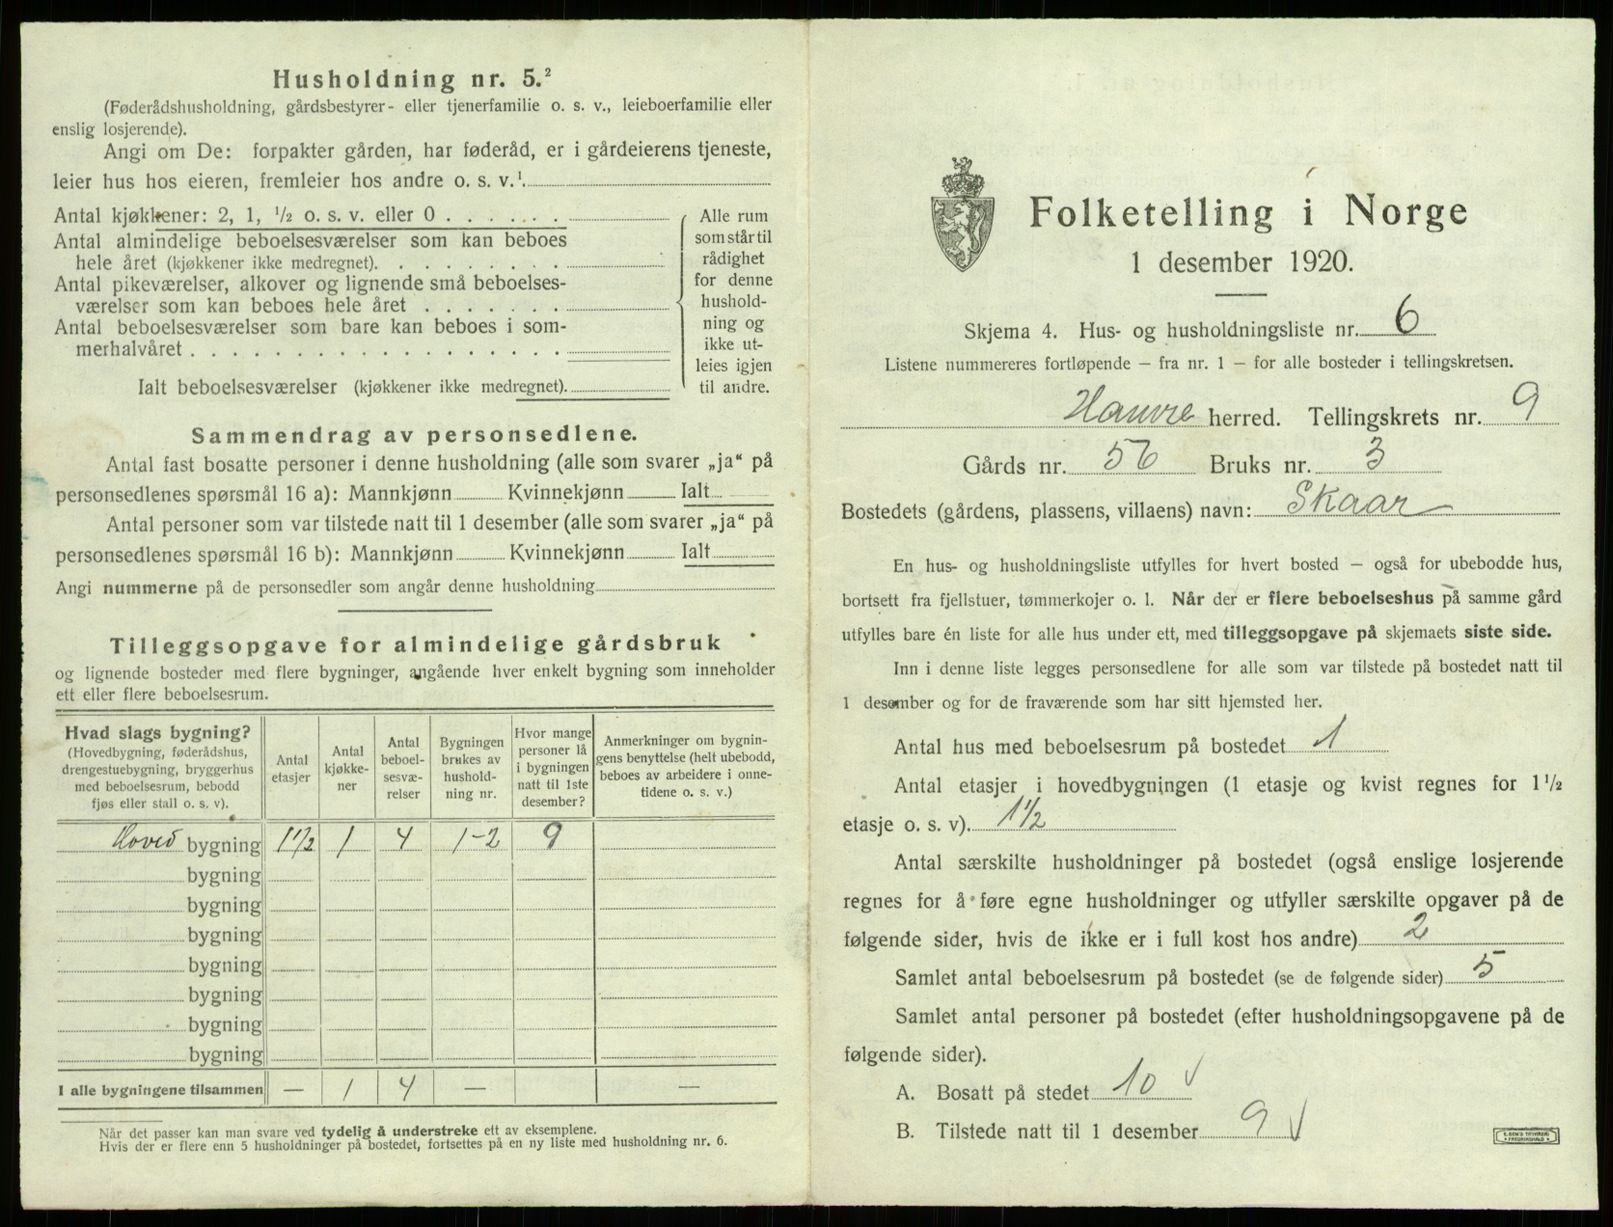 Husholdning nr. 5.²
(Føderådshusholdning, gårdsbestyrer- eller tjenerfamilie o. s. v., leieboerfamilie eller
enslig losjerende).
Angi om De: forpakter gården, har føderåd, er i gårdeierens tjeneste,
leier hus hos eieren, fremleier hos andre o. s. v.¹.
Antal kjøkkener: 2, 1, ½ o. s. v. eller 0
Antal almindelige beboelsesværelser som kan beboes
hele året (kjøkkener ikke medregnet).
Antal pikeværelser, alkover og lignende små beboelses-
værelser som kan beboes hele året
Antal beboelsesværelser som bare kan beboes i som-
merhalvåret
Ialt beboelsesværelser (kjøkkener ikke medregnet).
Alle rum
som står til
rådighet
for denne
hushold-
ning og
ikke ut-
leies igjen
til andre.
Sammendrag av personsedlene.
Antal fast bosatte personer i denne husholdning (alle som svarer „ja" på
personsedlenes spørsmål 16 a): Mannkjønn Kvinnekjønn Ialt
Antal personer som var tilstede natt til 1 desember (alle som svarer „ja" på
personsedlenes spørsmål 16 b): Mannkjønn Kvinnekjønn Ialt
Angi nummerne på de personsedler som angår denne husholdning
Tilleggsopgave for almindelige gårdsbruk
og lignende bosteder med flere bygninger, angående hver enkelt bygning som inneholder
ett eller flere beboelsesrum.
Hvad slags bygning?
(Hovedbygning, føderådshus,
drengestuebygning, bryggerhus
med beboelsesrum, bebodd
fjøs eller stall o. s. v).
Antal
etasjer
Antal
kjøkke-
ner
Antal
beboel-
sesvæ-
relser
Bygningen
brukes av
hushold-
ning nr.
Hvor mange
personer lå
i bygningen
natt til 1ste
desember?
Anmerkninger om bygnin-
gens benyttelse (helt ubebodd,
beboes av arbeidere i onne-
tidene o. s. v.)
Hoved bygning 1½ 1 4 1-2 9
bygning
bygning
bygning
bygning
bygning
bygning
bygning
I alle bygningene tilsammen — 1 4 — —
Når det passer kan man svare ved tydelig å understreke ett av eksemplene.
Hvis der er flere enn 5 husholdninger på bostedet, fortsettes på en ny liste med husholdning nr. 6.
Folketelling i Norge
1 desember 1920.
Skjema 4. Hus- og husholdningsliste nr. 6
Listene nummereres fortløpende — fra nr. 1 — for alle bosteder i tellingskretsen.
herred. Tellingskrets nr. 9
Gårds nr. 56 Bruks nr. 3
Bostedets (gårdens, plassens, villaens) navn: Skaar
En hus- og husholdningsliste utfylles for hvert bosted — også for ubebodde hus,
bortsett fra fjellstuer, tømmerkojer o. l. Når der er flere beboelseshus på samme gård
utfylles bare én liste for alle hus under ett, med tilleggsopgave på skjemaets siste side.
Inn i denne liste legges personsedlene for alle som var tilstede på bostedet natt til
1 desember og for de fraværende som har sitt hjemsted her.
Antal hus med beboelsesrum på bostedet 1
Antal etasjer i hovedbygningen (1 etasje og kvist regnes for 1½
etasje o. s. v). 1½
Antal særskilte husholdninger på bostedet (også enslige losjerende
regnes for å føre egne husholdninger og utfyller særskilte opgaver på de
følgende sider, hvis de ikke er i full kost hos andre) 2
Samlet antal beboelsesrum på bostedet (se de følgende sider) 5
Samlet antal personer på bostedet (efter husholdningsopgavene på de
følgende sider).
A. Bosatt på stedet 10 √
B. Tilstede natt til 1 desember 9 √